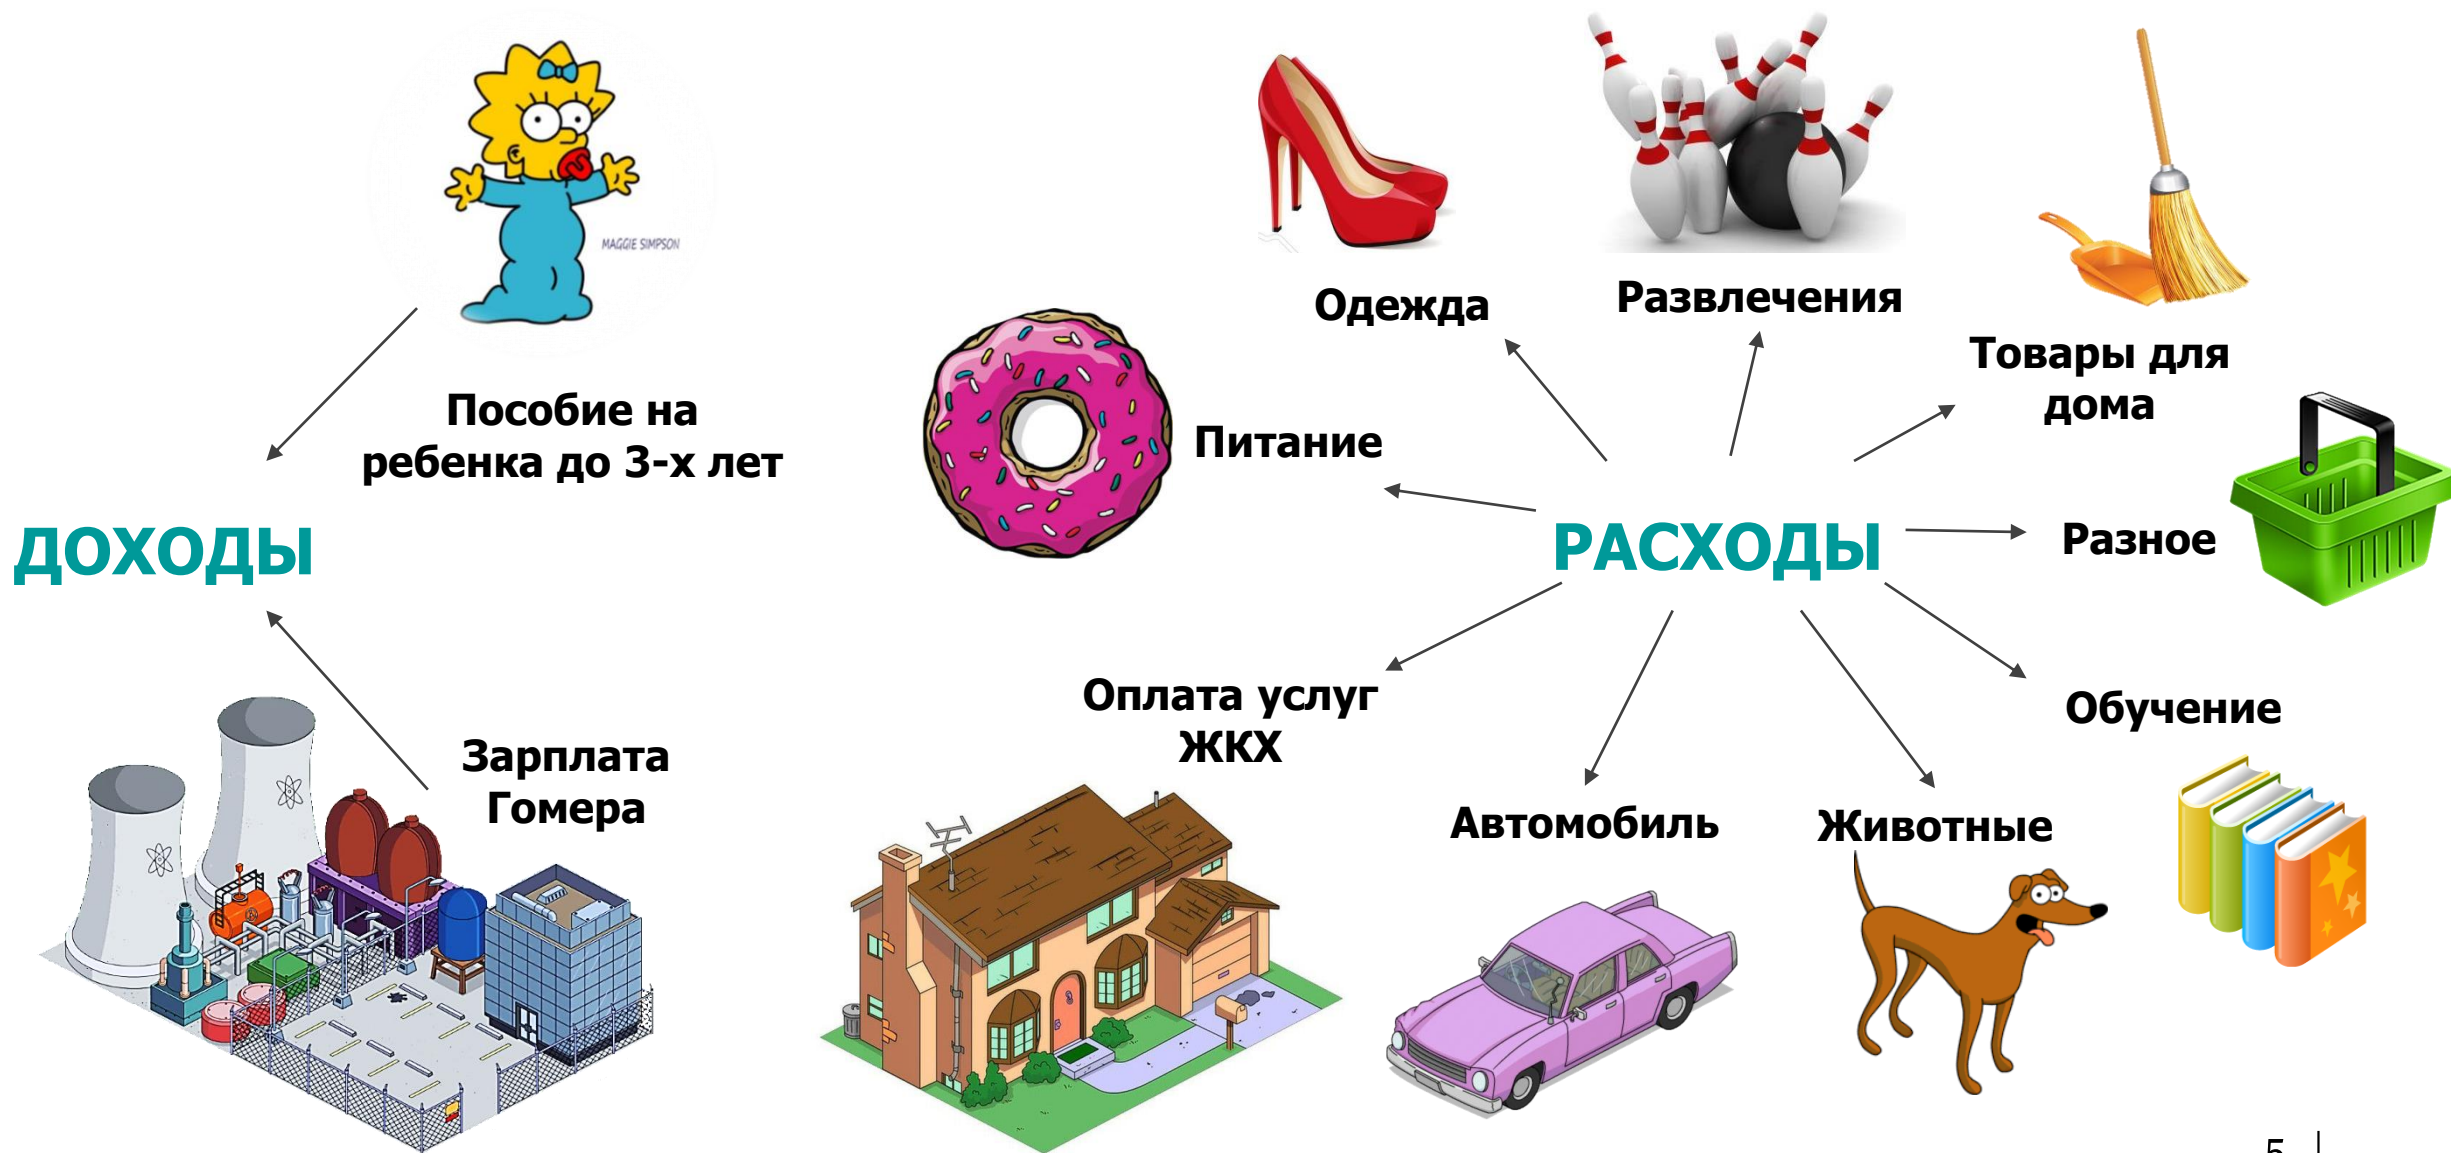 MAGGIE SIMPSON
Пособие на
ребенка до 3-х лет
ДОХОДЫ
Зарплата
Гомера
Одежда
Развлечения
Товары для
дома
Питание
РАСХОДЫ
Разное
Оплата услуг
ЖКХ
Обучение
Автомобиль
Животные
5